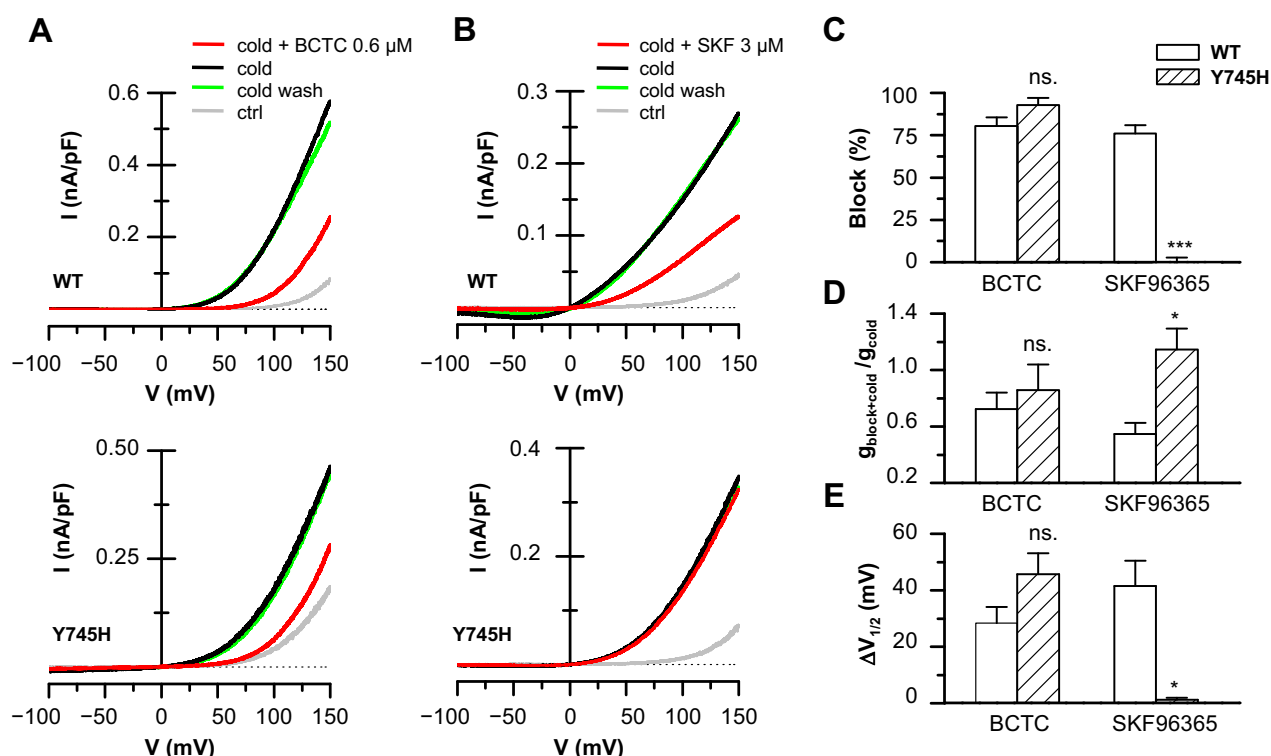 A
cold + BCTC 0.6 µM
cold
cold wash
ctrl
0.6
0.4
0.2
I (nA/pF)
WT
−100 −50 0 50 100 150
V (mV)
0.50
0.25
I (nA/pF)
Y745H
−100 −50 0 50 100 150
V (mV)
B
cold + SKF 3 µM
cold
cold wash
ctrl
0.3
0.2
0.1
I (nA/pF)
WT
−100 −50 0 50 100 150
V (mV)
0.4
0.2
I (nA/pF)
Y745H
−100 −50 0 50 100 150
V (mV)
C
WT
Y745H
100
75
50
25
0
Block (%)
ns.
***
BCTC SKF96365
D
1.4
1.0
0.6
0.2
g block+cold /g cold
ns.
*
BCTC SKF96365
E
60
40
20
0
ΔV1/2 (mV)
ns.
*
BCTC SKF96365